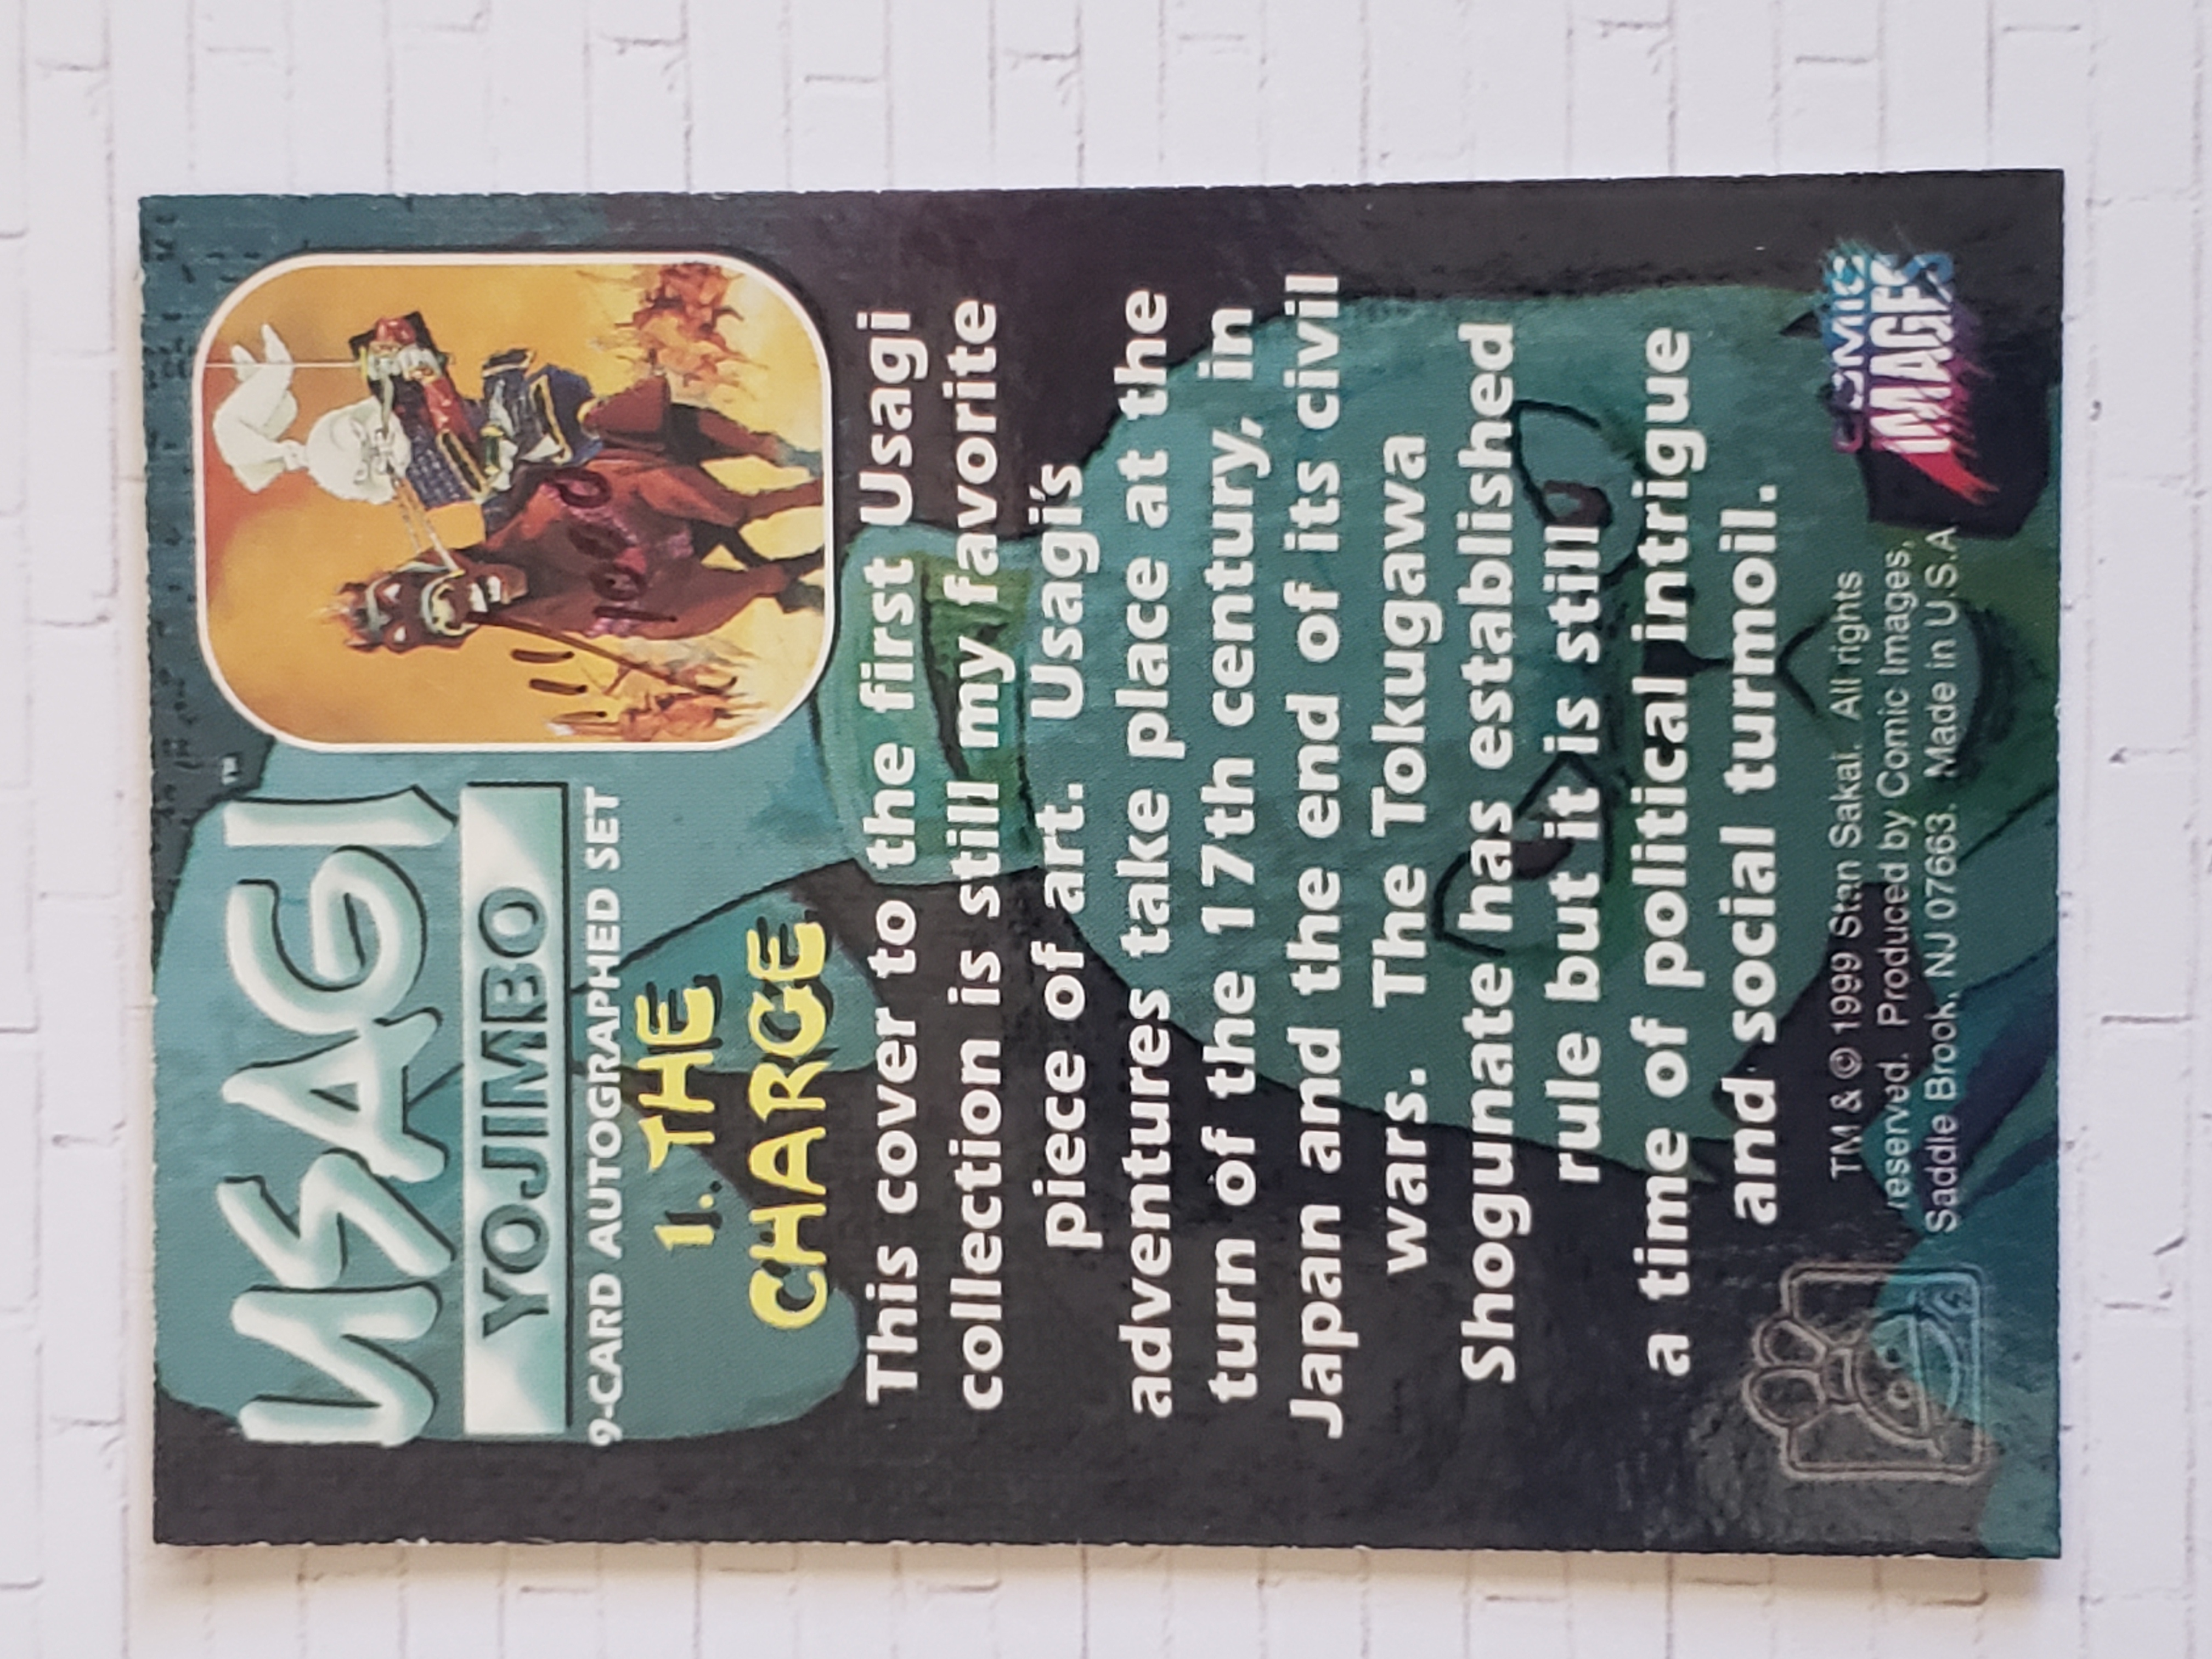 USAGI™
YOJIMBO
9-CARD AUTOGRAPHED SET
1. THE
CHARGE
This cover to the first Usagi
collection is still my favorite
piece of art. Usagi's
adventures take place at the
turn of the 17th century, in
Japan and the end of its civil
wars. The Tokugawa
Shogunate has established
rule but it is still
a time of political intrigue
and social turmoil.
TM & © 1999 Stan Sakai. All rights
reserved. Produced by Comic Images,
Saddle Brook, NJ 07663. Made in U.S.A
COMIC
IMAGES